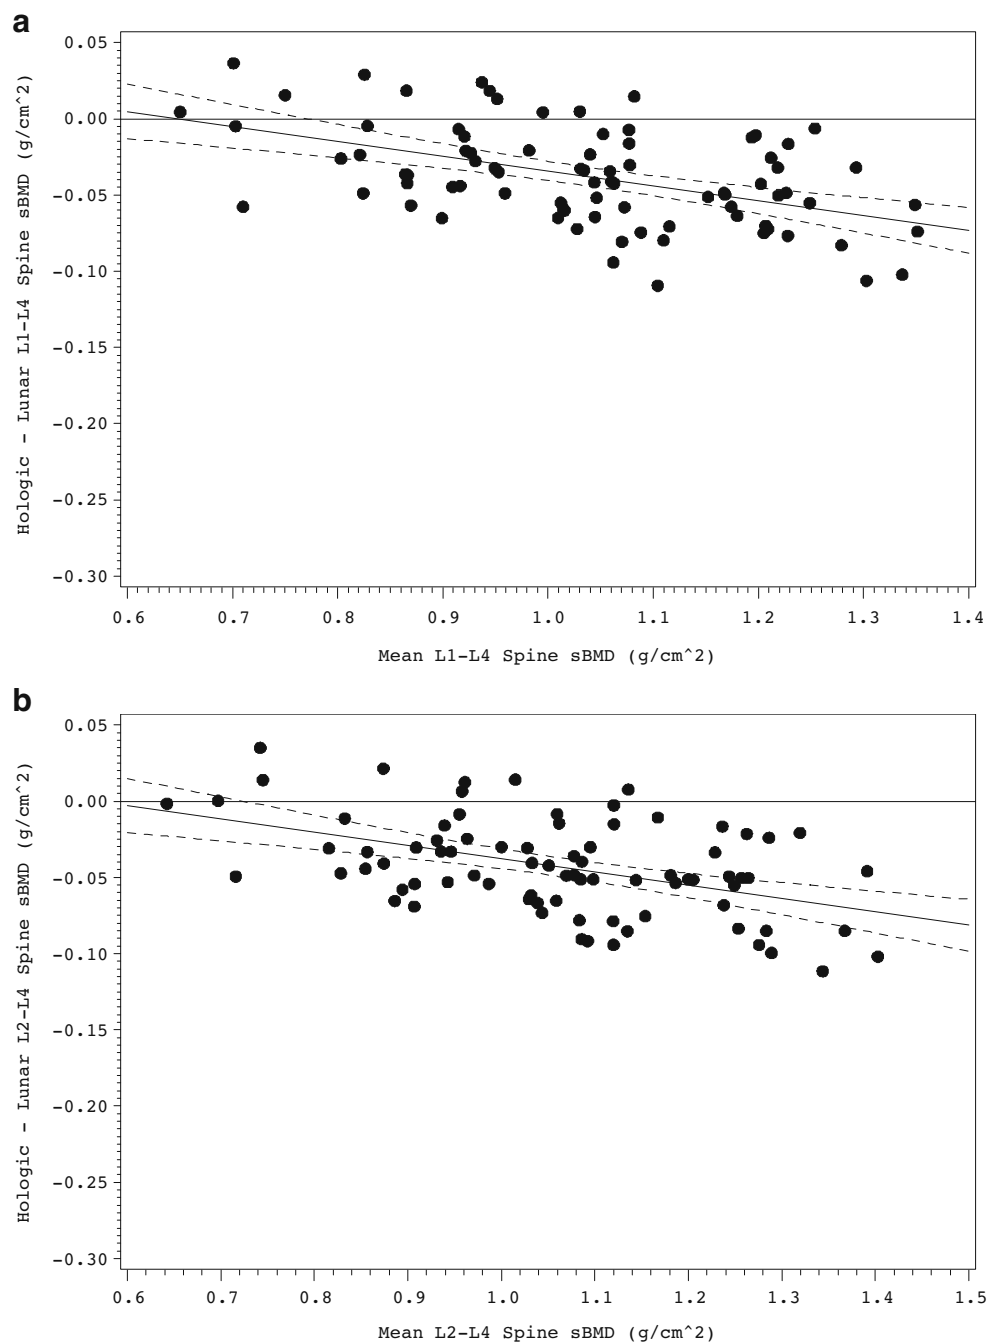 a
Hologic - Lunar L1-L4 Spine sBMD (g/cm^2)
0.05
0.00
-0.05
-0.10
-0.15
-0.20
-0.25
-0.30
0.6 0.7 0.8 0.9 1.0 1.1 1.2 1.3 1.4
Mean L1-L4 Spine sBMD (g/cm^2)
b
Hologic - Lunar L2-L4 Spine sBMD (g/cm^2)
0.05
0.00
-0.05
-0.10
-0.15
-0.20
-0.25
-0.30
0.6 0.7 0.8 0.9 1.0 1.1 1.2 1.3 1.4 1.5
Mean L2-L4 Spine sBMD (g/cm^2)